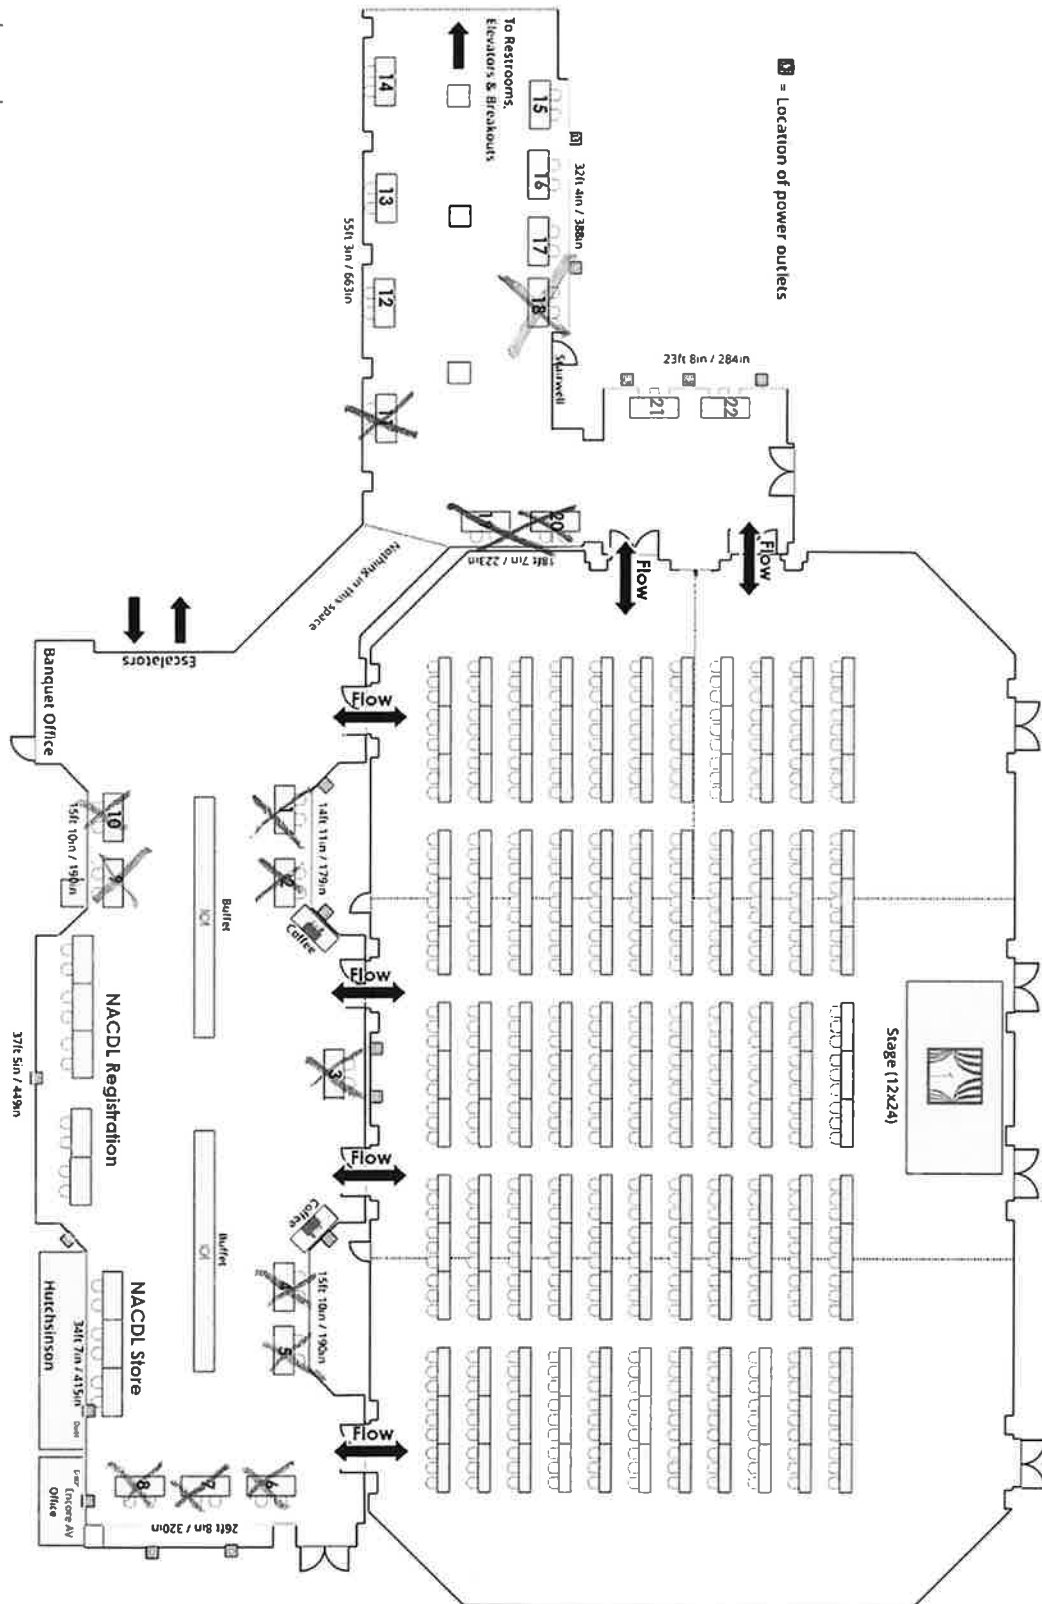 = Location of power outlets
To Restrooms,
Elevators & Breakouts
14
15
16
32ft 4in / 388in
13
17
55ft 3in / 663in
12
18
Stairwell
23ft 8in / 284in
21
22
20
18ft 7in / 223in
Flow
Flow
Nothing in this space
Escalators
Banquet Office
Flow
10
15ft 10in / 190in
9
1
14ft 11in / 179in
2
Buffet
Coffee
Flow
NACDL Registration
37ft 5in / 449in
3
Stage (12x24)
Flow
Coffee
Buffet
4
15ft 10in / 190in
5
NACDL Store
34ft 7in / 415in
Hutchsinson
Flow
8
7
6
Encore AV
Office
26ft 8in / 320in